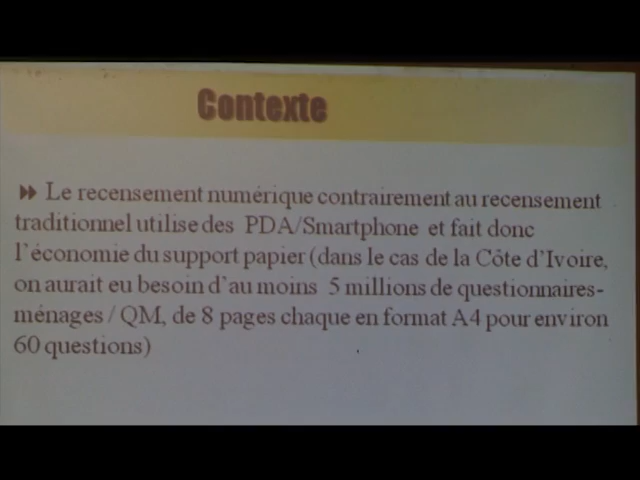 Contexte
Le recensement numérique contrairement au recensement
traditionnel utilise des PDA/Smartphone et fait donc
l'économie du support papier (dans le cas de la Côte d'Ivoire,
on aurait eu besoin d'au moins 5 millions de questionnaires-
ménages / QM, de 8 pages chaque en format A4 pour environ
60 questions)